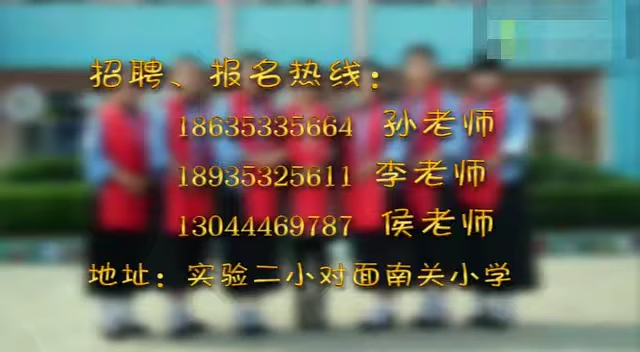 招聘、报名热线：
18635335664 孙老师
18935325611 李老师
13044469787 侯老师
地址：实验二小对面南关小学